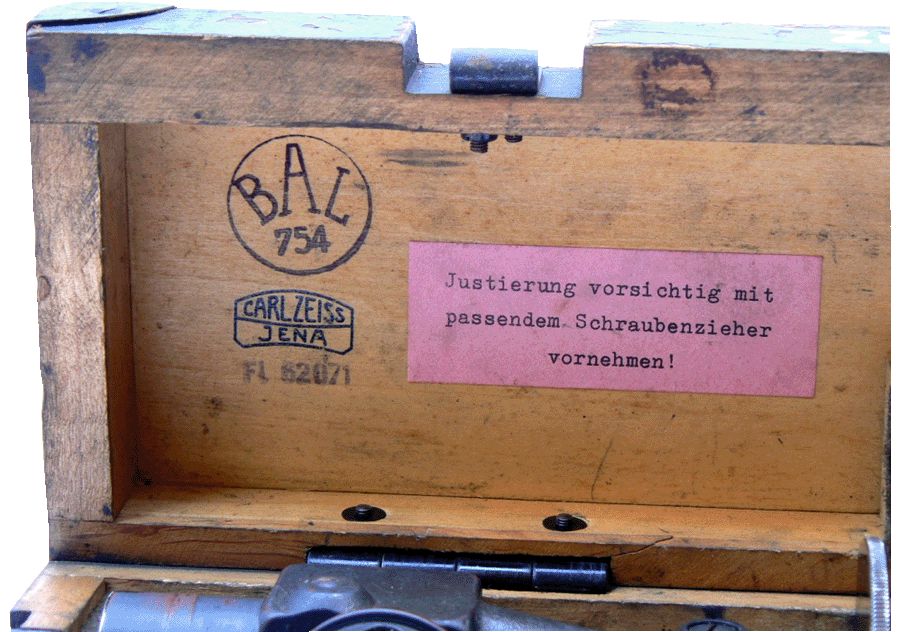 BAL
754
CARL ZEISS
JENA
Fl 62071
Justierung vorsichtig mit
passendem Schraubenzieher
vornehmen!